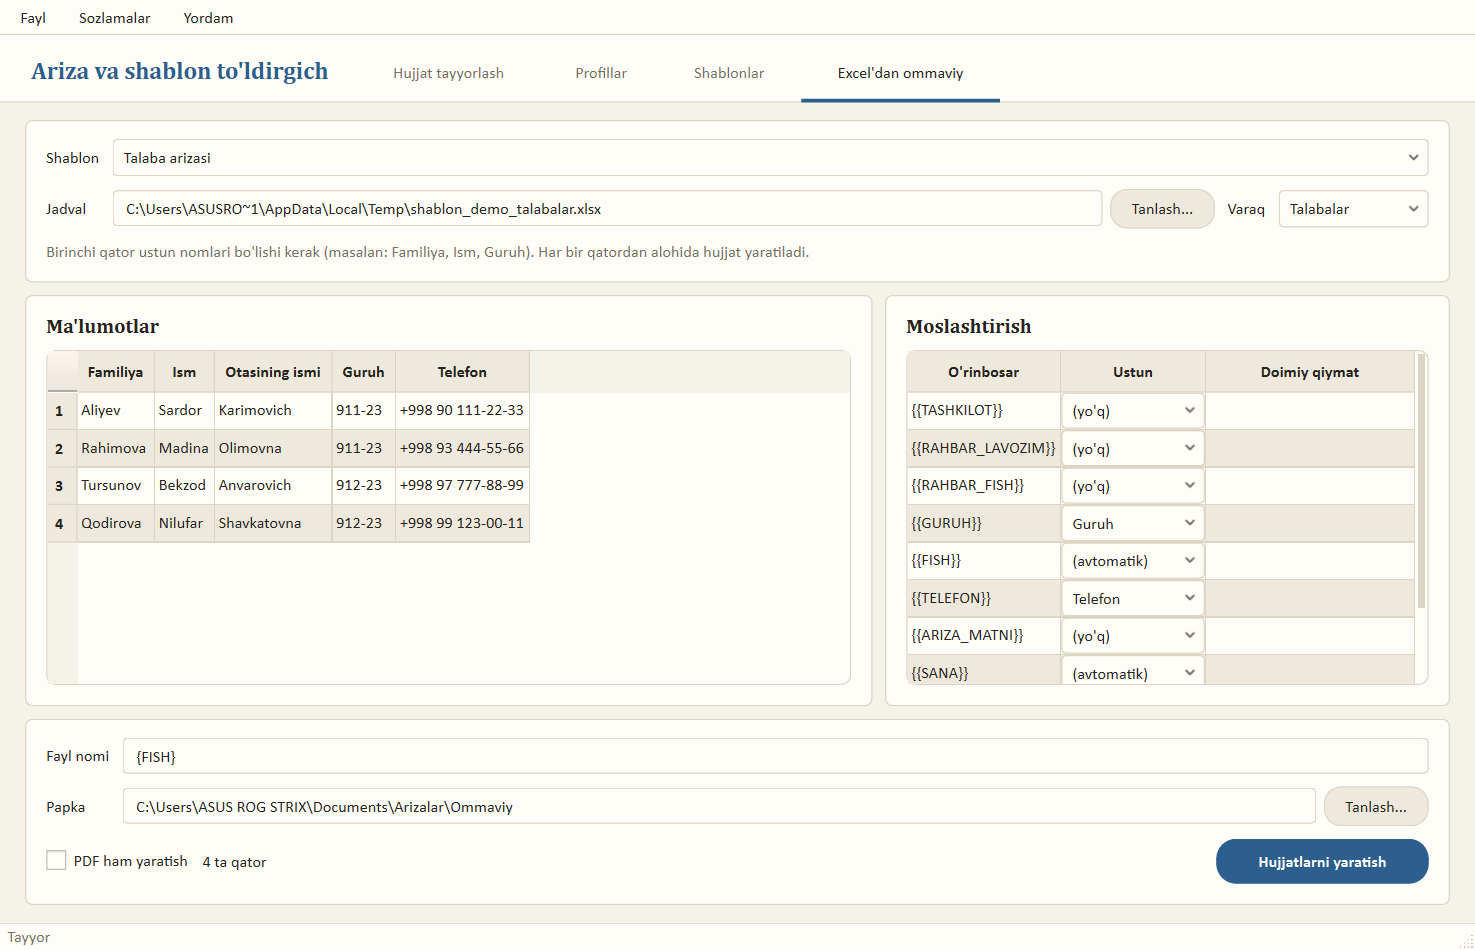 Fayl Sozlamalar Yordam
Ariza va shablon to'ldirgich Hujjat tayyorlash Profillar Shablonlar Excel'dan ommaviy
Shablon Talaba arizasi
Jadval C:\Users\ASUSRO~1\AppData\Local\Temp\shablon_demo_talabalar.xlsx Tanlash... Varaq Talabalar
Birinchi qator ustun nomlari bo'lishi kerak (masalan: Familiya, Ism, Guruh). Har bir qatordan alohida hujjat yaratiladi.
Ma'lumotlar
Familiya Ism Otasining ismi Guruh Telefon
1 Aliyev Sardor Karimovich 911-23 +998 90 111-22-33
2 Rahimova Madina Olimovna 911-23 +998 93 444-55-66
3 Tursunov Bekzod Anvarovich 912-23 +998 97 777-88-99
4 Qodirova Nilufar Shavkatovna 912-23 +998 99 123-00-11
Moslashtirish
O'rinbosar Ustun Doimiy qiymat
{{TASHKILOT}} (yo'q)
{{RAHBAR_LAVOZIM}} (yo'q)
{{RAHBAR_FISH}} (yo'q)
{{GURUH}} Guruh
{{FISH}} (avtomatik)
{{TELEFON}} Telefon
{{ARIZA_MATNI}} (yo'q)
{{SANA}} (avtomatik)
Fayl nomi {FISH}
Papka C:\Users\ASUS ROG STRIX\Documents\Arizalar\Ommaviy Tanlash...
PDF ham yaratish 4 ta qator Hujjatlarni yaratish
Tayyor